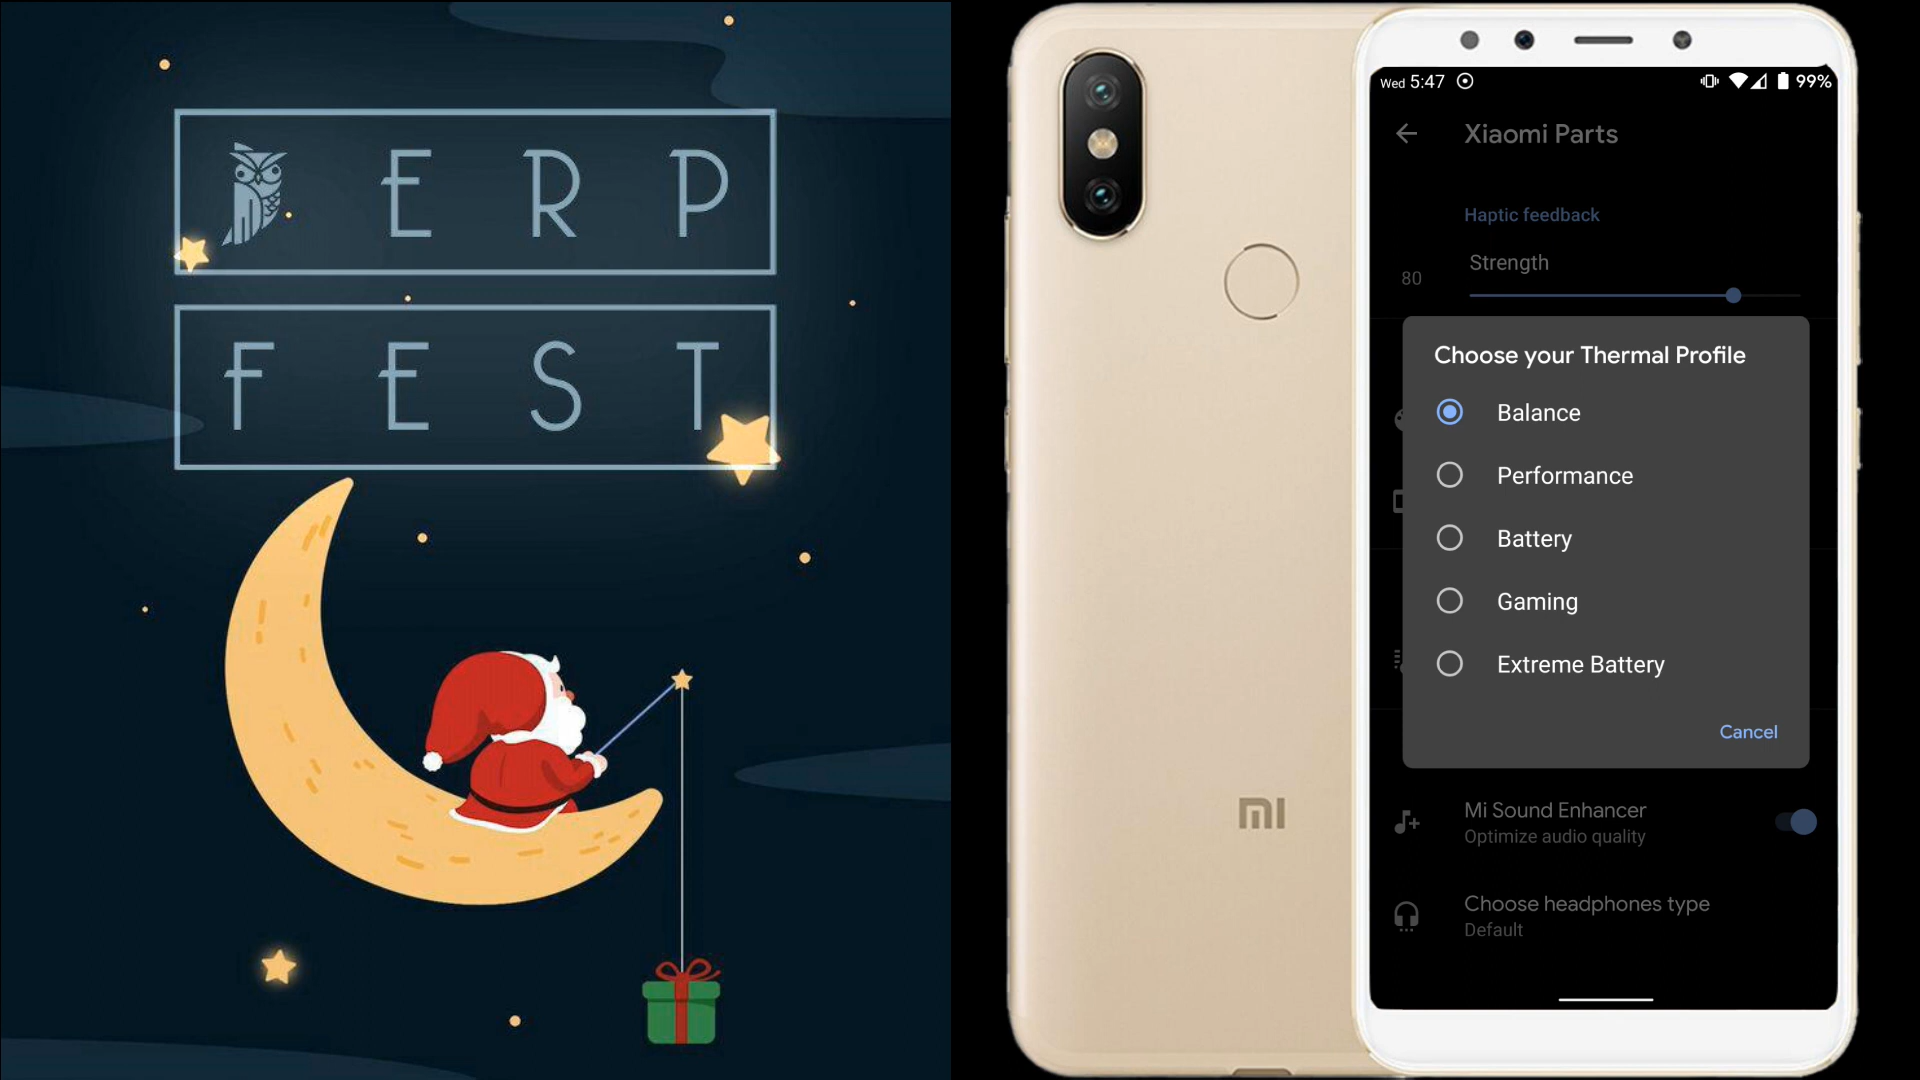 ERP
FEST
Wed 5:47
99%
Xiaomi Parts
Haptic feedback
Strength
80
Choose your Thermal Profile
Balance
Performance
Battery
Gaming
Extreme Battery
Cancel
Mi Sound Enhancer
Optimize audio quality
Choose headphones type
Default
MI